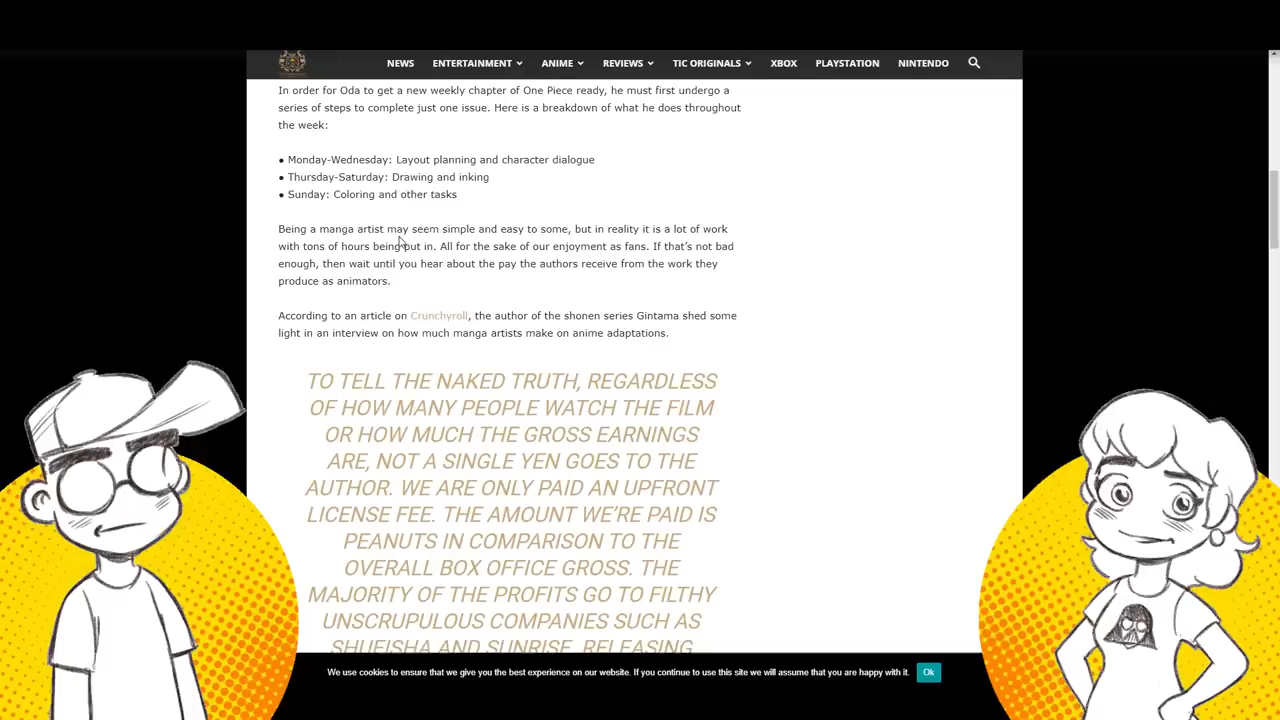 NEWS ENTERTAINMENT ANIME REVIEWS TIC ORIGINALS XBOX PLAYSTATION NINTENDO
In order for Oda to get a new weekly chapter of One Piece ready, he must first undergo a
series of steps to complete just one issue. Here is a breakdown of what he does throughout
the week:
● Monday-Wednesday: Layout planning and character dialogue
● Thursday-Saturday: Drawing and inking
● Sunday: Coloring and other tasks
Being a manga artist may seem simple and easy to some, but in reality it is a lot of work
with tons of hours being put in. All for the sake of our enjoyment as fans. If that's not bad
enough, then wait until you hear about the pay the authors receive from the work they
produce as animators.
According to an article on Crunchyroll, the author of the shonen series Gintama shed some
light in an interview on how much manga artists make on anime adaptations.
TO TELL THE NAKED TRUTH, REGARDLESS
OF HOW MANY PEOPLE WATCH THE FILM
OR HOW MUCH THE GROSS EARNINGS
ARE, NOT A SINGLE YEN GOES TO THE
AUTHOR. WE ARE ONLY PAID AN UPFRONT
LICENSE FEE. THE AMOUNT WE'RE PAID IS
PEANUTS IN COMPARISON TO THE
OVERALL BOX OFFICE GROSS. THE
MAJORITY OF THE PROFITS GO TO FILTHY
UNSCRUPULOUS COMPANIES SUCH AS
SHUEISHA AND SUNRISE. RELEASING
We use cookies to ensure that we give you the best experience on our website. If you continue to use this site we will assume that you are happy with it. Ok